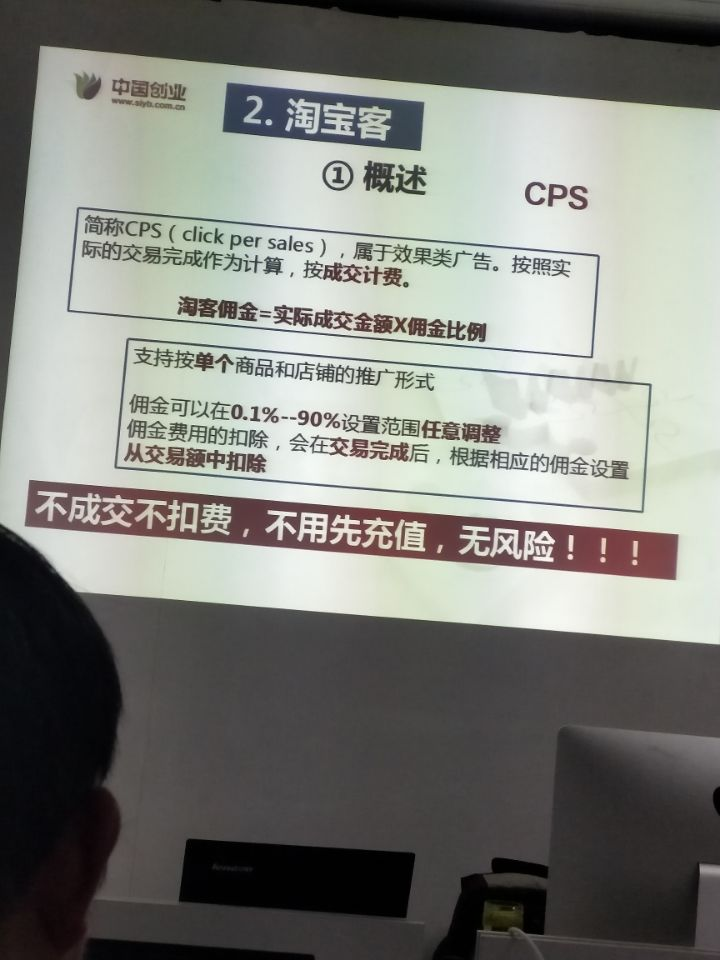 中国创业
www.siyb.com.cn
2. 淘宝客
① 概述
CPS
简称CPS（click per sales），属于效果类广告。按照实
际的交易完成作为计算，按成交计费。
淘客佣金=实际成交金额X佣金比例
支持按单个商品和店铺的推广形式
佣金可以在0.1%--90%设置范围任意调整
佣金费用的扣除，会在交易完成后，根据相应的佣金设置
从交易额中扣除
不成交不扣费，不用先充值，无风险！！！
lenovo